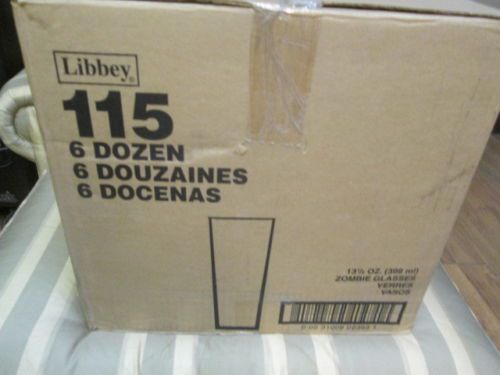 Libbey®
115
6 DOZEN
6 DOUZAINES
6 DOCENAS
13½ OZ. (399 ml)
ZOMBIE GLASSES
VERRES
VASOS